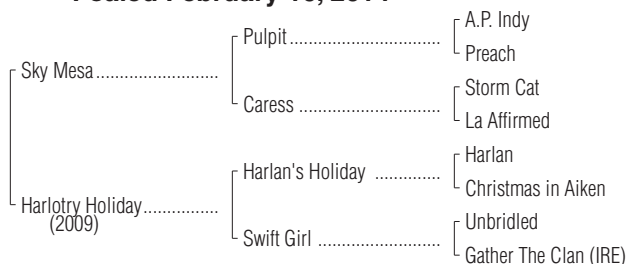 Foaled February
A.P. Indy
Pulpit
Preach
Sky Mesa
Storm Cat
Caress
La Affirmed
Harlan
Harlan's Holiday
Christmas in Aiken
Harlotry Holiday
(2009)
Unbridled
Swift Girl
Gather The Clan (IRE)